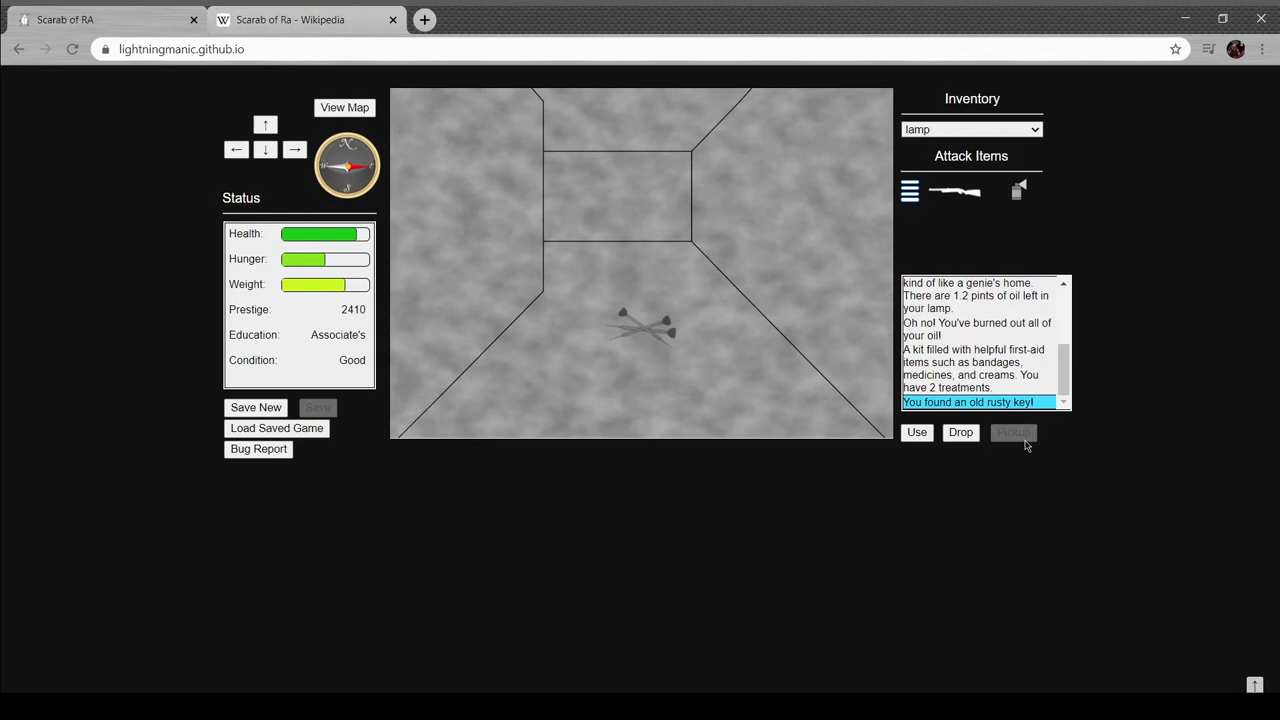 Scarab of RA
Scarab of Ra - Wikipedia
lightningmanic.github.io
View Map
↑
← ↓ →
N
S
Status
Health:
Hunger:
Weight:
Prestige: 2410
Education: Associate's
Condition: Good
Save New Save
Load Saved Game
Bug Report
Inventory
lamp
Attack Items
kind of like a genie's home.
There are 1.2 pints of oil left in
your lamp.
Oh no! You've burned out all of
your oil!
A kit filled with helpful first-aid
items such as bandages,
medicines, and creams. You
have 2 treatments.
You found an old rusty key!
Use Drop Pickup